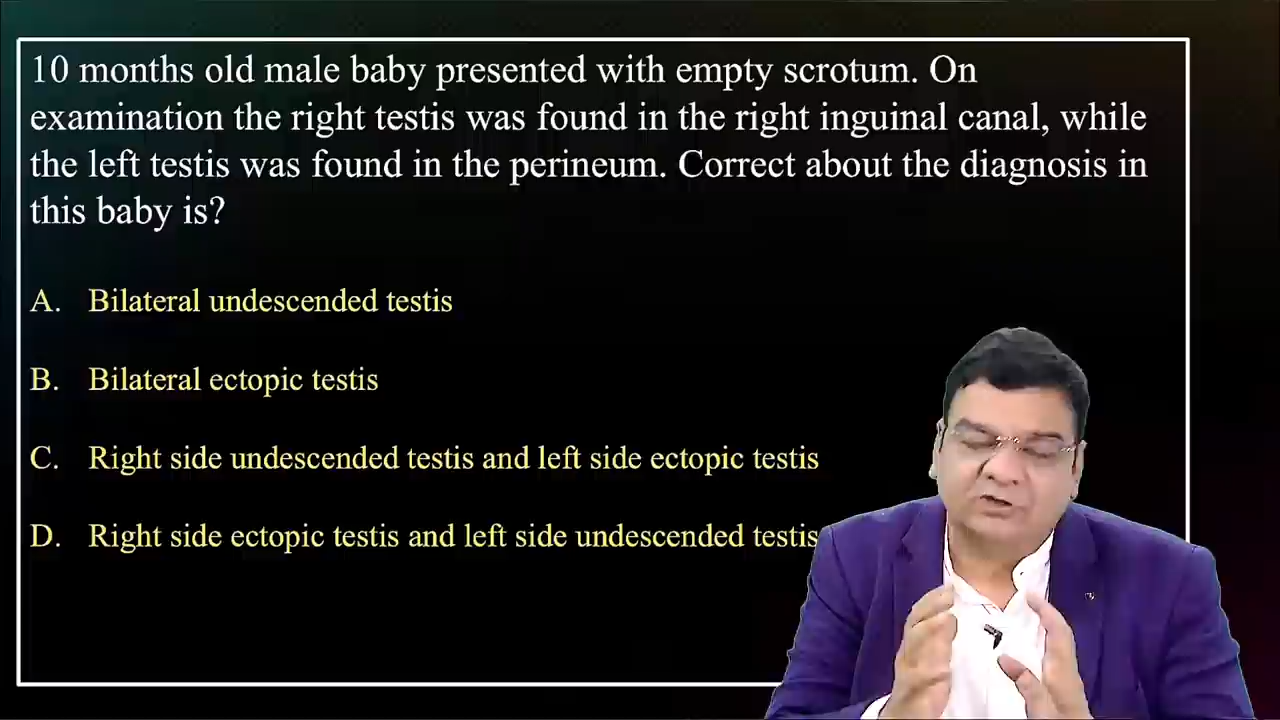 10 months old male baby presented with empty scrotum. On
examination the right testis was found in the right inguinal canal, while
the left testis was found in the perineum. Correct about the diagnosis in
this baby is?
A. Bilateral undescended testis
B. Bilateral ectopic testis
C. Right side undescended testis and left side ectopic testis
D. Right side ectopic testis and left side undescended testis